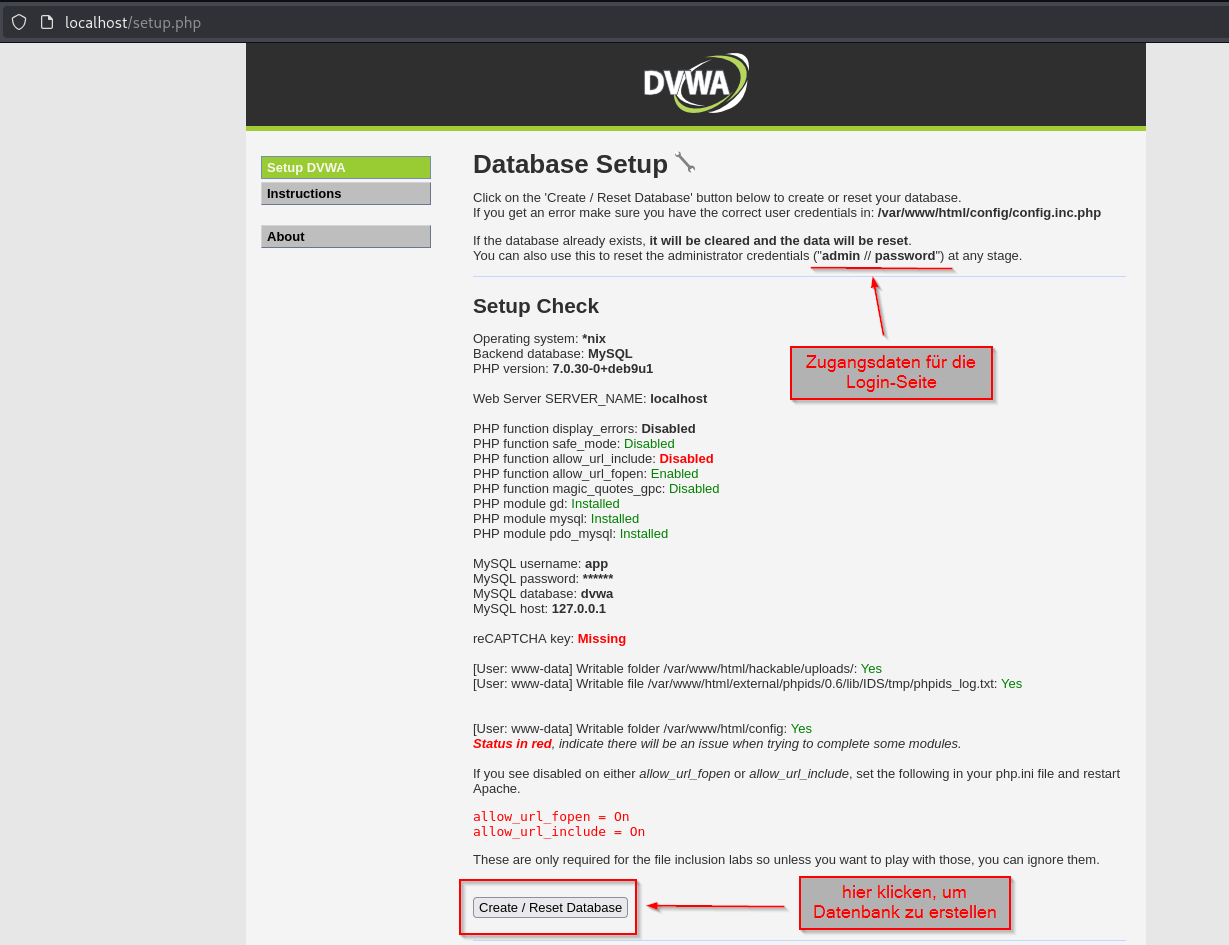 localhost/setup.php
DVWA
Setup DVWA
Instructions
About
Database Setup
Click on the 'Create / Reset Database' button below to create or reset your database.
If you get an error make sure you have the correct user credentials in: /var/www/html/config/config.inc.php
If the database already exists, it will be cleared and the data will be reset.
You can also use this to reset the administrator credentials ("admin // password") at any stage.
Setup Check
Zugangsdaten für die
Login-Seite
Operating system: *nix
Backend database: MySQL
PHP version: 7.0.30-0+deb9u1
Web Server SERVER_NAME: localhost
PHP function display_errors: Disabled
PHP function safe_mode: Disabled
PHP function allow_url_include: Disabled
PHP function allow_url_fopen: Enabled
PHP function magic_quotes_gpc: Disabled
PHP module gd: Installed
PHP module mysql: Installed
PHP module pdo_mysql: Installed
MySQL username: app
MySQL password: ******
MySQL database: dvwa
MySQL host: 127.0.0.1
reCAPTCHA key: Missing
[User: www-data] Writable folder /var/www/html/hackable/uploads/: Yes
[User: www-data] Writable file /var/www/html/external/phpids/0.6/lib/IDS/tmp/phpids_log.txt: Yes
[User: www-data] Writable folder /var/www/html/config: Yes
Status in red, indicate there will be an issue when trying to complete some modules.
If you see disabled on either allow_url_fopen or allow_url_include, set the following in your php.ini file and restart
Apache.
allow_url_fopen = On
allow_url_include = On
These are only required for the file inclusion labs so unless you want to play with those, you can ignore them.
Create / Reset Database
hier klicken, um
Datenbank zu erstellen